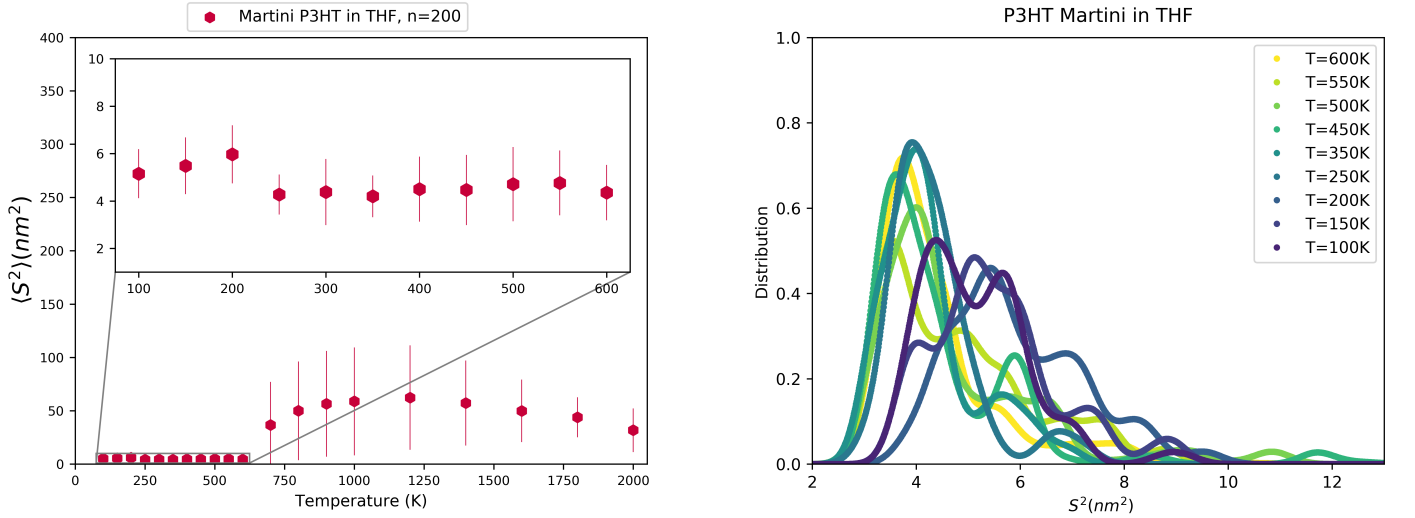 Martini P3HT in THF, n=200
400
350
300
250
200
150
100
50
0
⟨S²⟩(nm²)
10
8
6
4
2
100 200 300 400 500 600
0 250 500 750 1000 1250 1500 1750 2000
Temperature (K)
P3HT Martini in THF
1.0
0.8
0.6
0.4
0.2
0.0
Distribution
T=600K
T=550K
T=500K
T=450K
T=350K
T=250K
T=200K
T=150K
T=100K
2 4 6 8 10 12
S²(nm²)